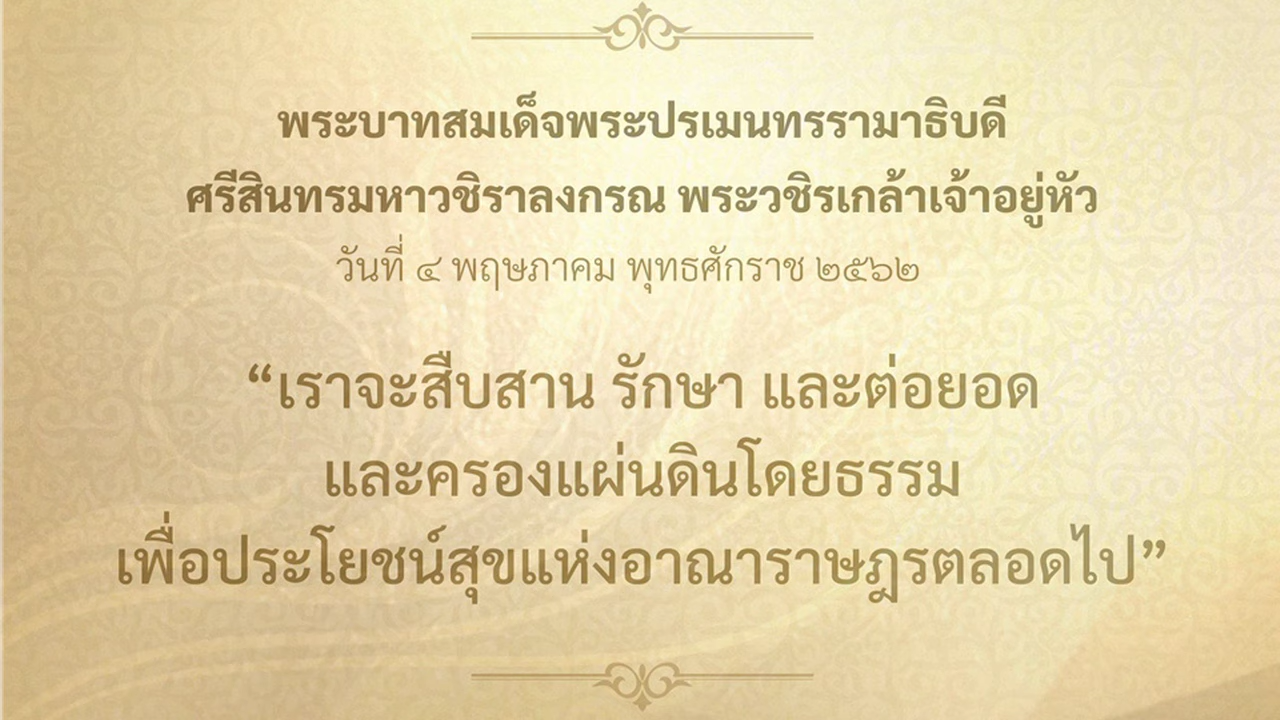 พระบาทสมเด็จพระปรเมนทรรามาธิบดี
ศรีสินทรมหาวชิราลงกรณ พระวชิรเกล้าเจ้าอยู่หัว
วันที่ ๔ พฤษภาคม พุทธศักราช ๒๕๖๒
“เราจะสืบสาน รักษา และต่อยอด
และครองแผ่นดินโดยธรรม
เพื่อประโยชน์สุขแห่งอาณาราษฎรตลอดไป”